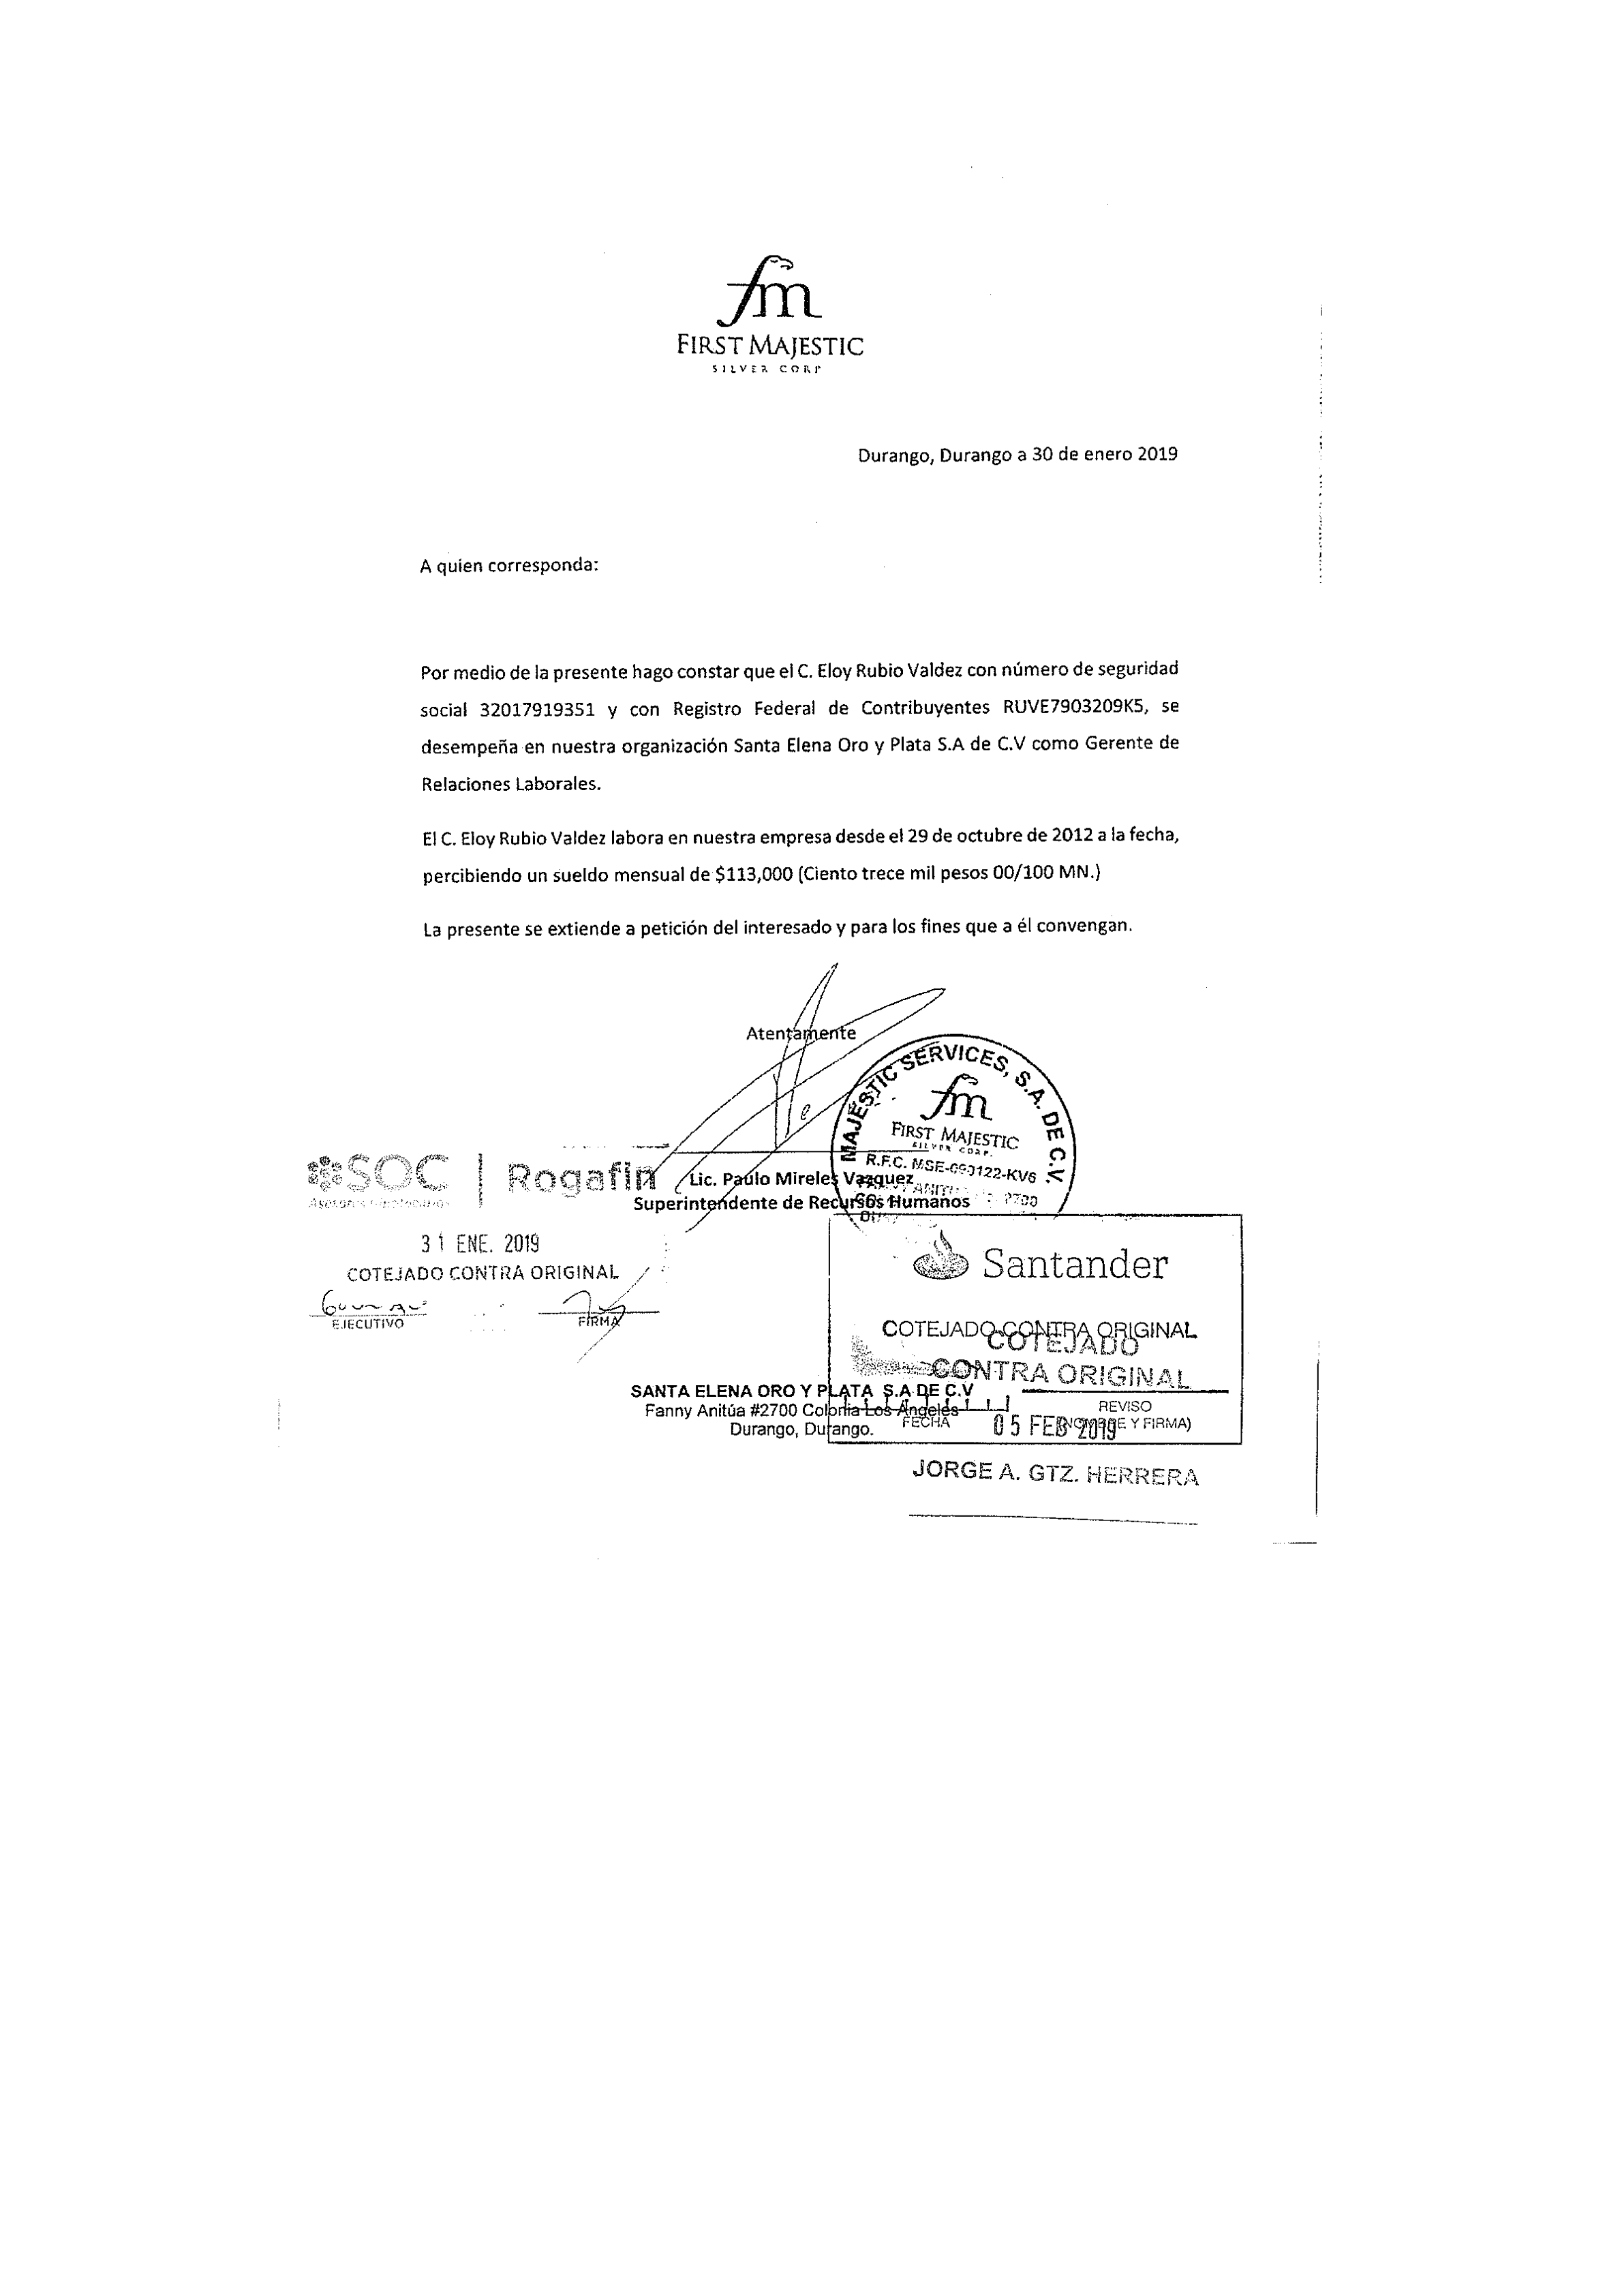 fm
FIRST MAJESTIC
SILVER CORP
Durango, Durango a 30 de enero 2019
A quien corresponda:
Por medio de la presente hago constar que el C. Eloy Rubio Valdez con número de seguridad
social 32017919351 y con Registro Federal de Contribuyentes RUVE7903209K5, se
desempeña en nuestra organización Santa Elena Oro y Plata S.A de C.V como Gerente de
Relaciones Laborales.
El C. Eloy Rubio Valdez labora en nuestra empresa desde el 29 de octubre de 2012 a la fecha,
percibiendo un sueldo mensual de $113,000 (Ciento trece mil pesos 00/100 MN.)
La presente se extiende a petición del interesado y para los fines que a él convengan.
Atentamente
MAJESTIC SERVICES, S.A. DE C.V.
fm
FIRST MAJESTIC
SILVER CORP.
R.F.C.
2700
SOC | Rogafin
Lic. Paulo Mireles Vazquez
Superintendente de Recursos Humanos
31 ENE. 2019
COTEJADO CONTRA ORIGINAL
EJECUTIVO
FIRMA
Santander
COTEJADO CONTRA ORIGINAL
COTEJADO
CONTRA ORIGINAL
SANTA ELENA ORO Y PLATA S.A DE C.V
Fanny Anitúa #2700 Colonia Los Angeles
Durango, Durango.
FECHA
REVISO
(NOMBRE Y FIRMA)
05 FEB 2019
JORGE A. GTZ. HERRERA